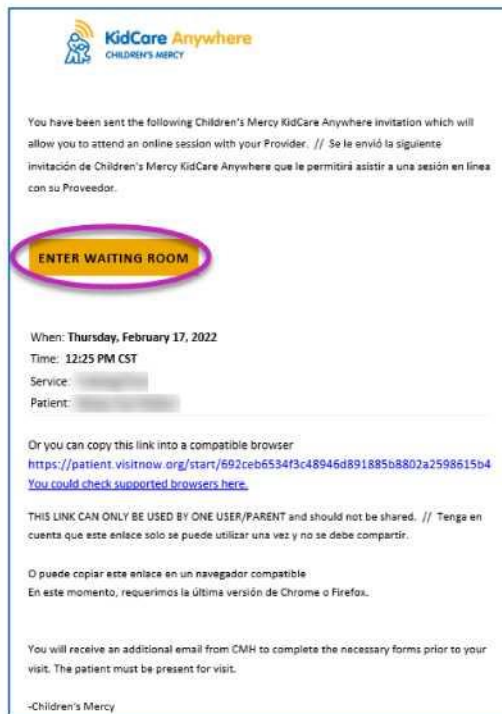 KidCare Anywhere
CHILDREN'S MERCY
You have been sent the following Children's Mercy KidCare Anywhere invitation which will
allow you to attend an online session with your Provider. // Se le envió la siguiente
invitación de Children's Mercy KidCare Anywhere que le permitirá asistir a una sesión en línea
con su Proveedor.
ENTER WAITING ROOM
When: Thursday, February 17, 2022
Time: 12:25 PM CST
Service:
Patient:
Or you can copy this link into a compatible browser
https://patient.visitnow.org/start/692ceb6534f3c48946d891885b8802a2598615b4
You could check supported browsers here.
THIS LINK CAN ONLY BE USED BY ONE USER/PARENT and should not be shared. // Tenga en
cuenta que este enlace solo se puede utilizar una vez y no se debe compartir.
O puede copiar este enlace en un navegador compatible
En este momento, requerimos la última versión de Chrome o Firefox.
You will receive an additional email from CMH to complete the necessary forms prior to your
visit. The patient must be present for visit.
-Children's Mercy